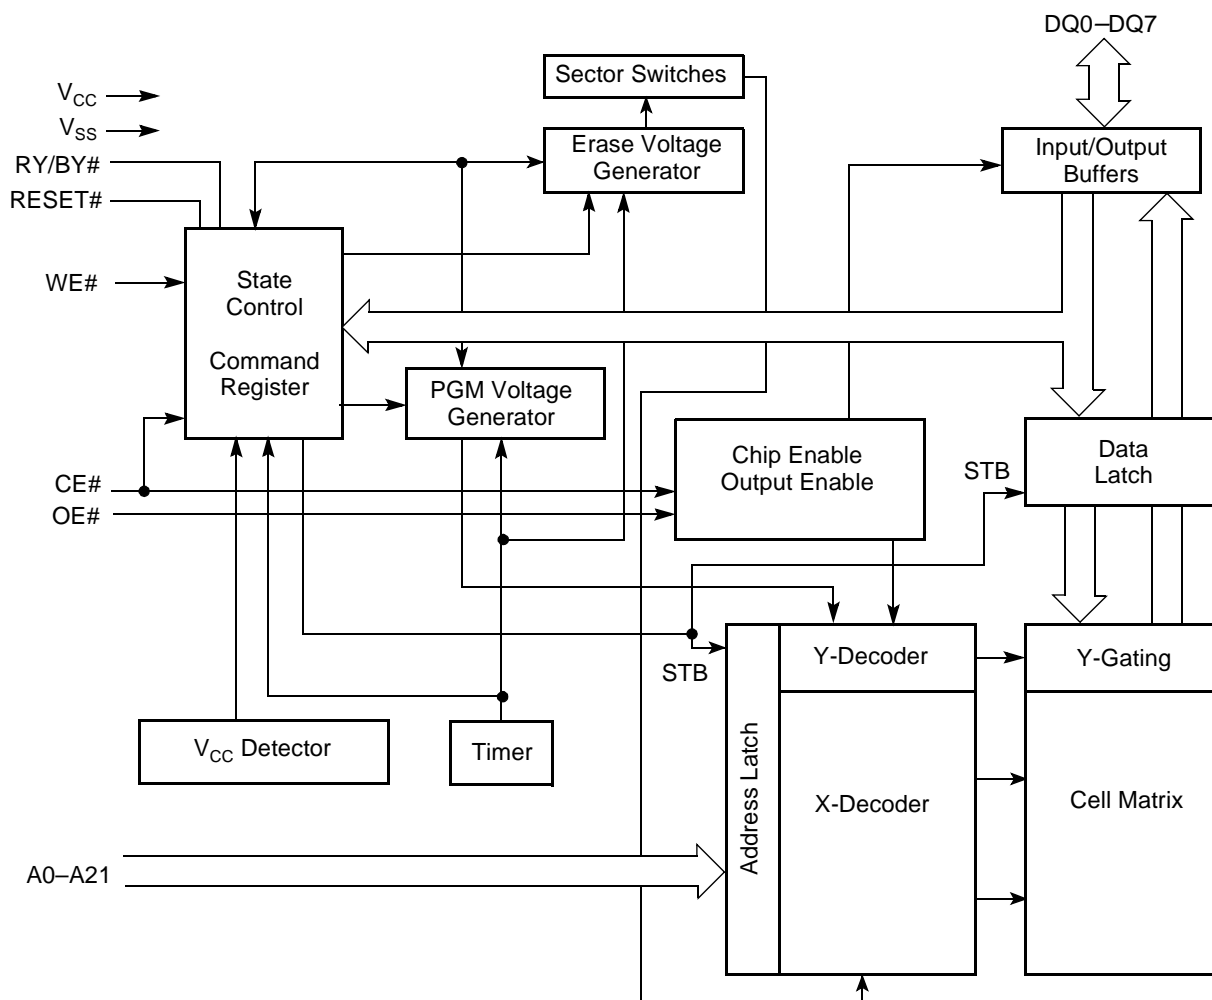 DQ0–DQ7
Sector Switches
VCC
VSS
RY/BY#
RESET#
Erase Voltage
Generator
Input/Output
Buffers
WE#
State
Control
Command
Register
PGM Voltage
Generator
Chip Enable
Output Enable
Data
Latch
STB
CE#
OE#
STB
Y-Decoder
Y-Gating
VCC Detector
Timer
Address Latch
X-Decoder
Cell Matrix
A0–A21